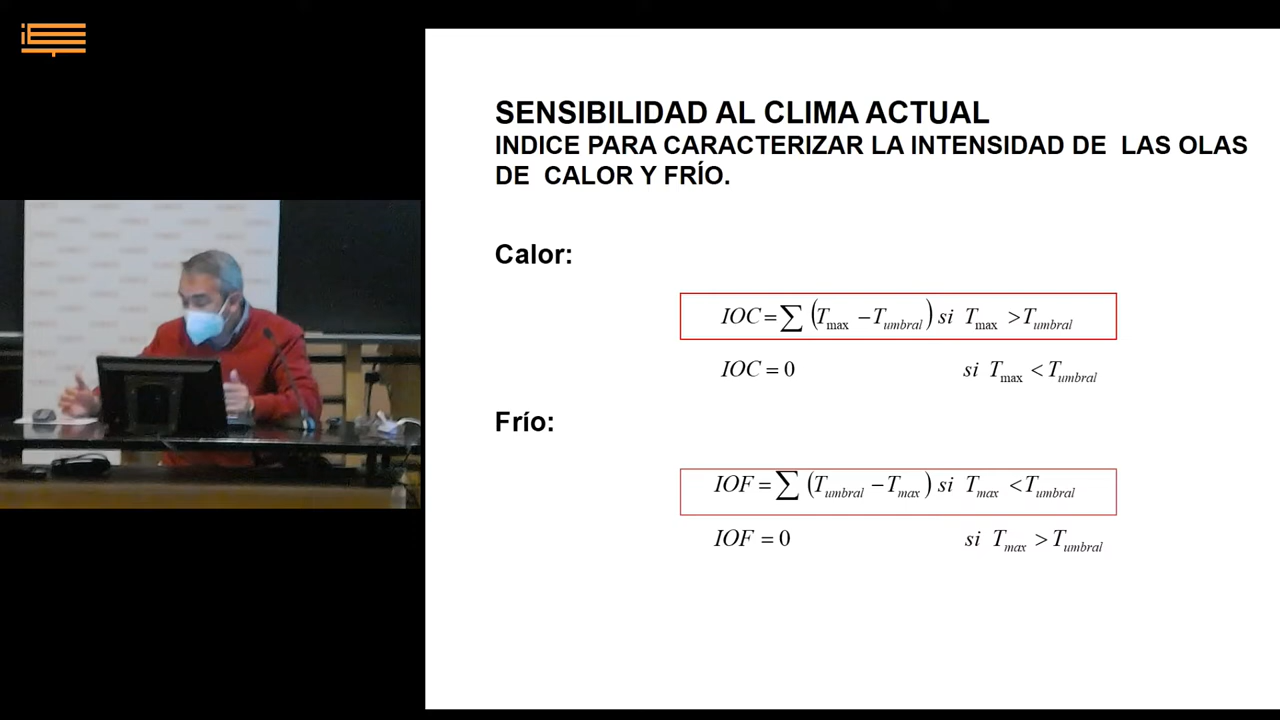 SENSIBILIDAD AL CLIMA ACTUAL
INDICE PARA CARACTERIZAR LA INTENSIDAD DE LAS OLAS
DE CALOR Y FRÍO.
Calor:
IOC = ∑ (Tmax − Tumbral) si Tmax > Tumbral
IOC = 0 si Tmax < Tumbral
Frío:
IOF = ∑ (Tumbral − Tmax) si Tmax < Tumbral
IOF = 0 si Tmax > Tumbral